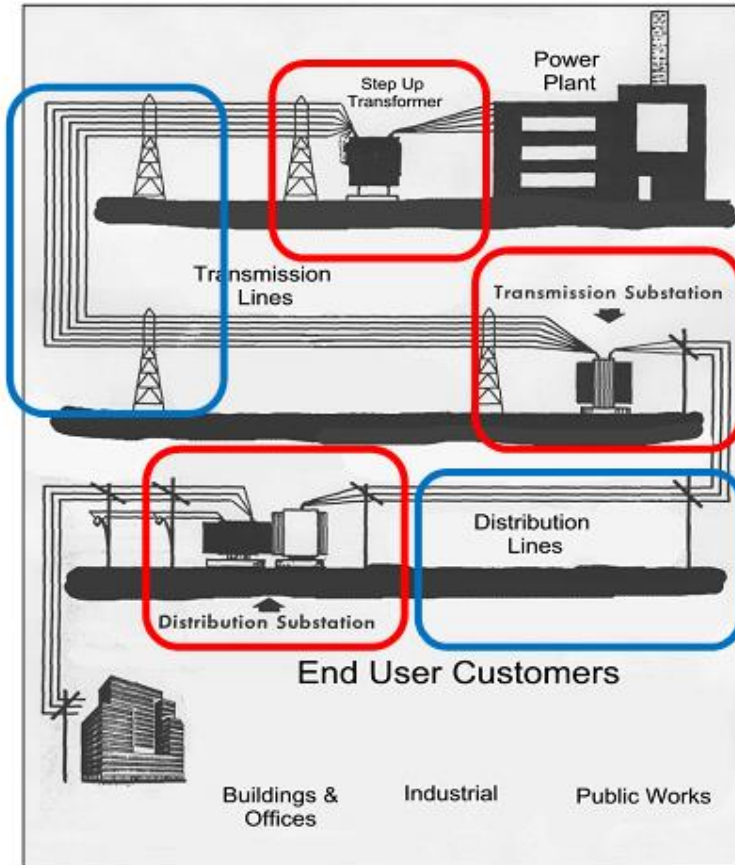 Power
Plant
Step Up
Transformer
Transmission
Lines
Transmission Substation
Distribution
Lines
Distribution Substation
End User Customers
Buildings &
Offices
Industrial
Public Works